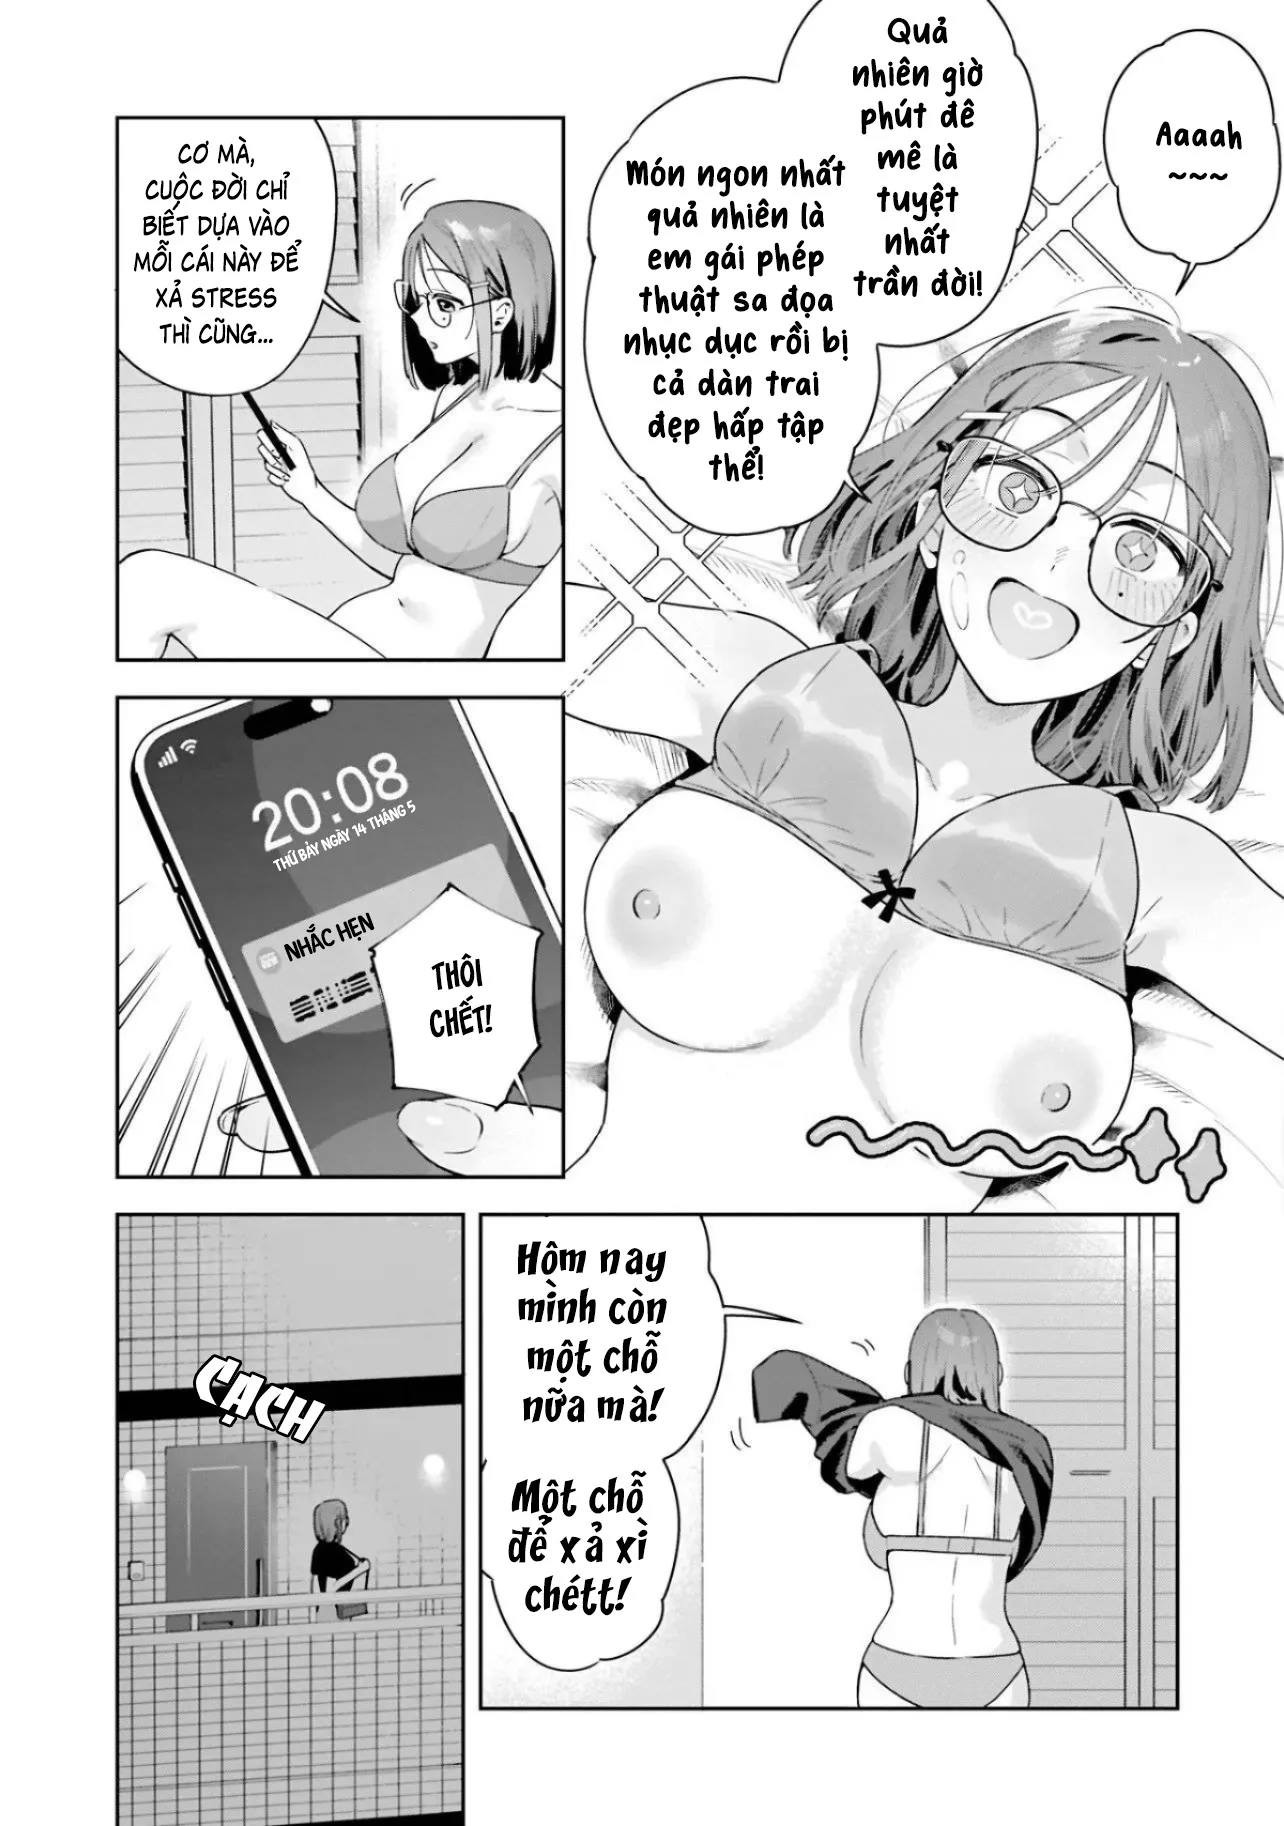 Aaaah
~~~
Quả
nhiên giờ
phút đê
mê là
tuyệt
nhất
trần đời!
Món ngon nhất
quả nhiên là
em gái phép
thuật sa đọa
nhục dục rồi bị
cả dàn trai
đẹp hấp tập
thể!
CƠ MÀ,
CUỘC ĐỜI CHỈ
BIẾT DỰA VÀO
MỖI CÁI NÀY ĐỂ
XẢ STRESS
THÌ CŨNG...
20:08
THỨ BẢY NGÀY 14 THÁNG 5
NHẮC HẸN
THÔI
CHẾT!
Hôm nay
mình còn
một chỗ
nữa mà!
Một chỗ
để xả xì
chétt!
CẠCH